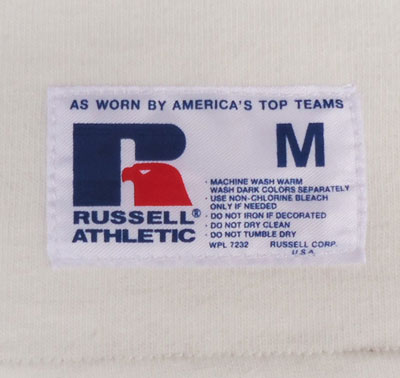 AS WORN BY AMERICA'S TOP TEAMS
R
M
· MACHINE WASH WARM
WASH DARK COLORS SEPARATELY
· USE NON-CHLORINE BLEACH
ONLY IF NEEDED
· DO NOT IRON IF DECORATED
· DO NOT DRY CLEAN
· DO NOT TUMBLE DRY
RUSSELL®
ATHLETIC
WPL 7232 RUSSELL CORP.
U.S.A.